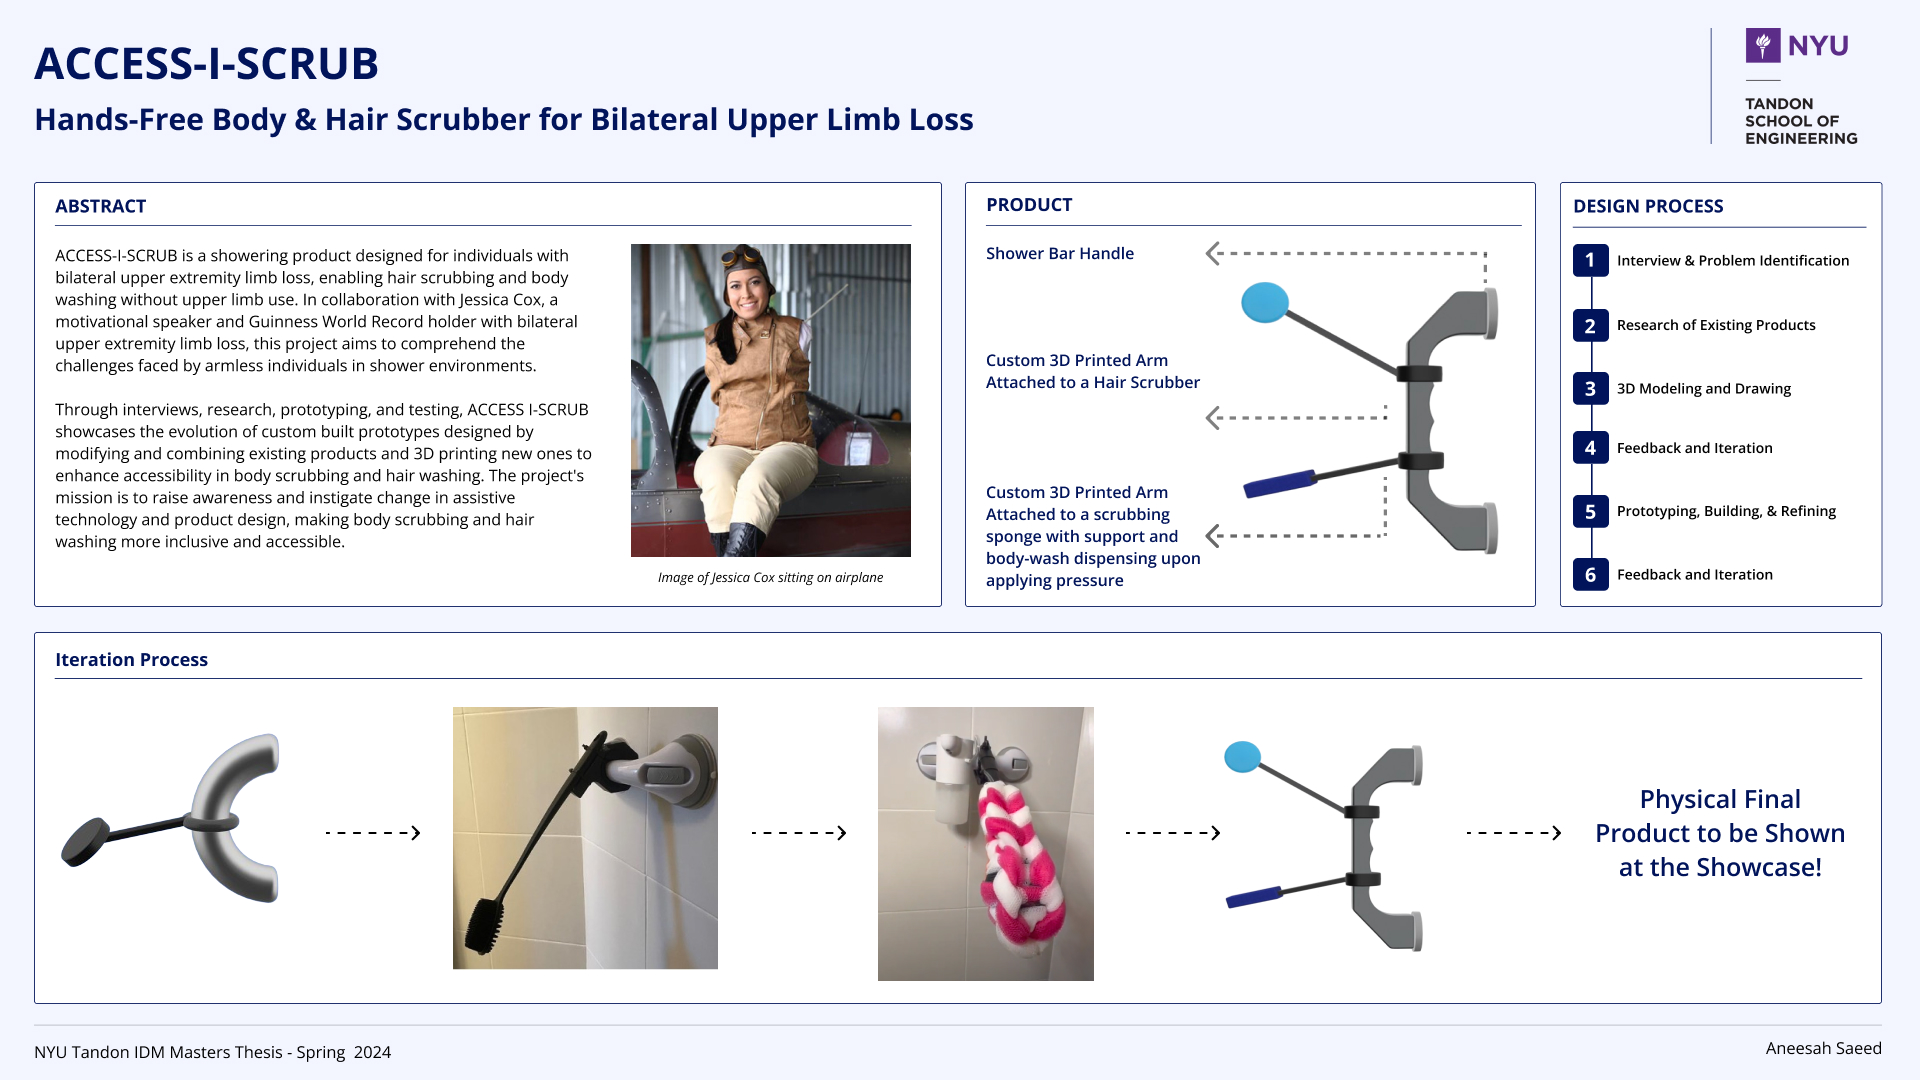 ACCESS-I-SCRUB
Hands-Free Body & Hair Scrubber for Bilateral Upper Limb Loss
NYU
TANDON
SCHOOL OF
ENGINEERING
ABSTRACT
ACCESS-I-SCRUB is a showering product designed for individuals with
bilateral upper extremity limb loss, enabling hair scrubbing and body
washing without upper limb use. In collaboration with Jessica Cox, a
motivational speaker and Guinness World Record holder with bilateral
upper extremity limb loss, this project aims to comprehend the
challenges faced by armless individuals in shower environments.
Through interviews, research, prototyping, and testing, ACCESS I-SCRUB
showcases the evolution of custom built prototypes designed by
modifying and combining existing products and 3D printing new ones to
enhance accessibility in body scrubbing and hair washing. The project's
mission is to raise awareness and instigate change in assistive
technology and product design, making body scrubbing and hair
washing more inclusive and accessible.
Image of Jessica Cox sitting on airplane
PRODUCT
Shower Bar Handle
Custom 3D Printed Arm
Attached to a Hair Scrubber
Custom 3D Printed Arm
Attached to a scrubbing
sponge with support and
body-wash dispensing upon
applying pressure
DESIGN PROCESS
1 Interview & Problem Identification
2 Research of Existing Products
3 3D Modeling and Drawing
4 Feedback and Iteration
5 Prototyping, Building, & Refining
6 Feedback and Iteration
Iteration Process
Physical Final
Product to be Shown
at the Showcase!
NYU Tandon IDM Masters Thesis - Spring 2024
Aneesah Saeed